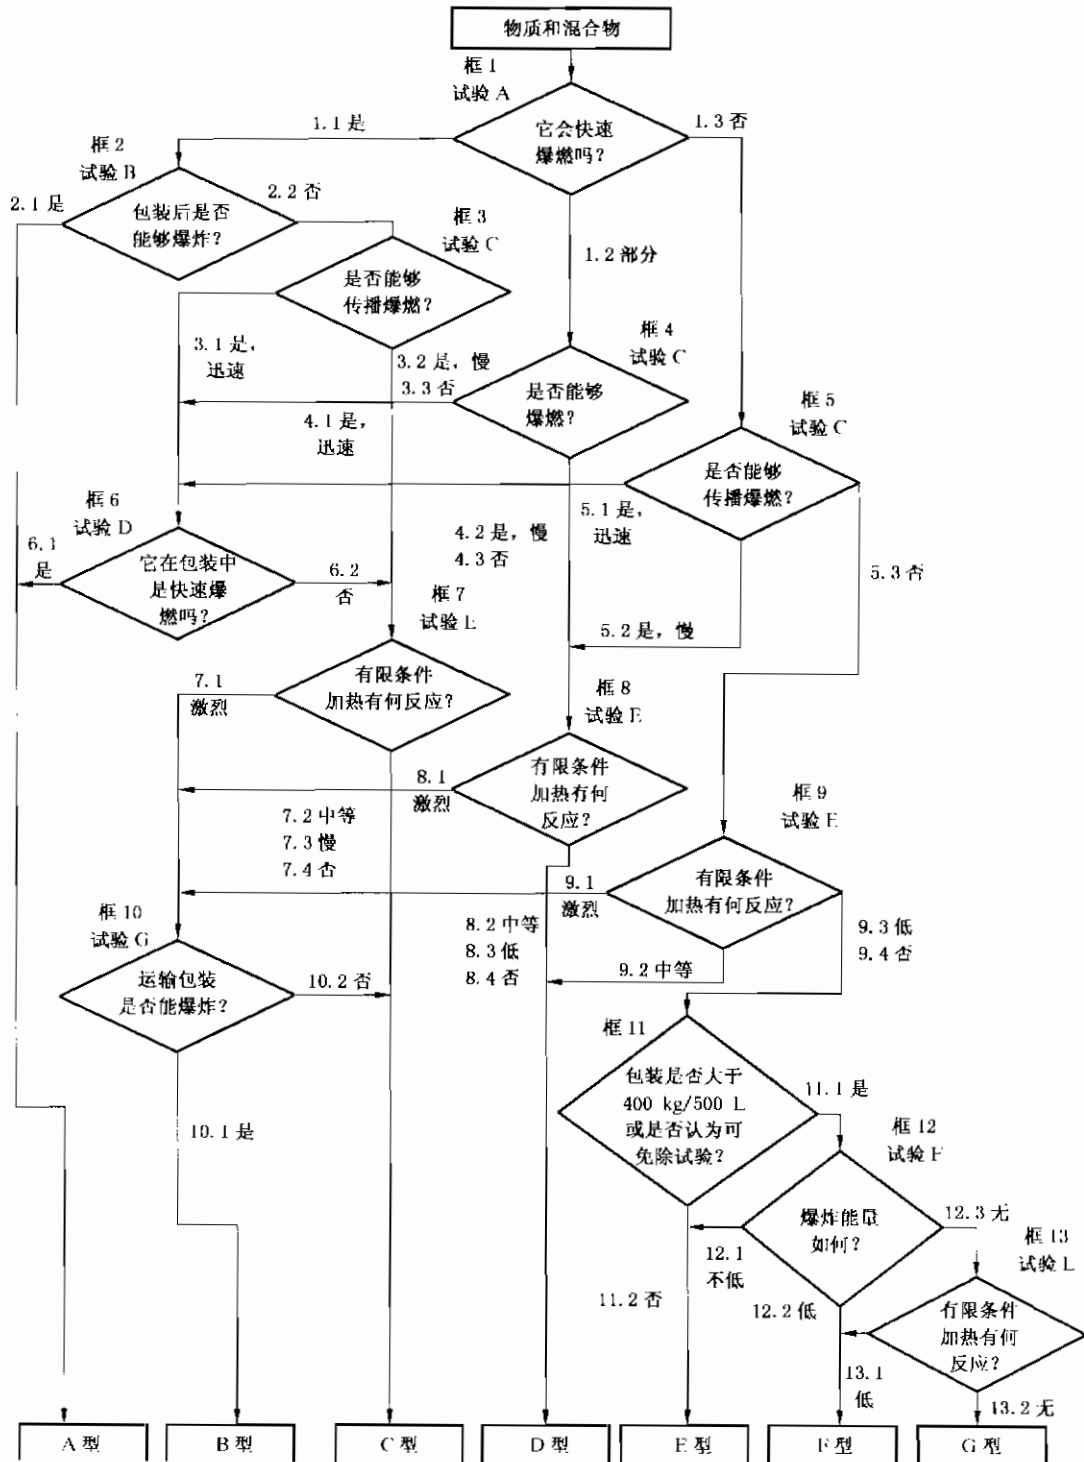 物质和混合物
框 1
试验 A
它会快速
爆燃吗?
1.1 是
1.3 否
框 2
试验 B
2.1 是
包装后是否
能够爆炸?
2.2 否
框 3
试验 C
1.2 部分
是否能够
传播爆燃?
3.1 是,
迅速
3.2 是, 慢
3.3 否
框 4
试验 C
是否能够
爆燃?
4.1 是,
迅速
框 5
试验 C
是否能够
传播爆燃?
框 6
试验 D
6.1
是
它在包装中
是快速爆
燃吗?
6.2
否
4.2 是, 慢
4.3 否
5.1 是,
迅速
5.3 否
框 7
试验 E
5.2 是, 慢
7.1
激烈
有限条件
加热有何反应?
框 8
试验 E
8.1
激烈
有限条件
加热有何
反应?
7.2 中等
7.3 慢
7.4 否
框 9
试验 E
9.1
激烈
有限条件
加热有何反应?
框 10
试验 G
8.2 中等
8.3 低
8.4 否
9.3 低
9.4 否
运输包装
是否能爆炸?
10.2 否
9.2 中等
框 11
包装是否大于
400 kg/500 L
或是否认为可
免除试验?
11.1 是
10.1 是
框 12
试验 F
爆炸能量
如何?
12.3 无
12.1
不低
框 13
试验 E
11.2 否
12.2 低
有限条件
加热有何
反应?
13.1
低
13.2 无
A 型
B 型
C 型
D 型
E 型
F 型
G 型